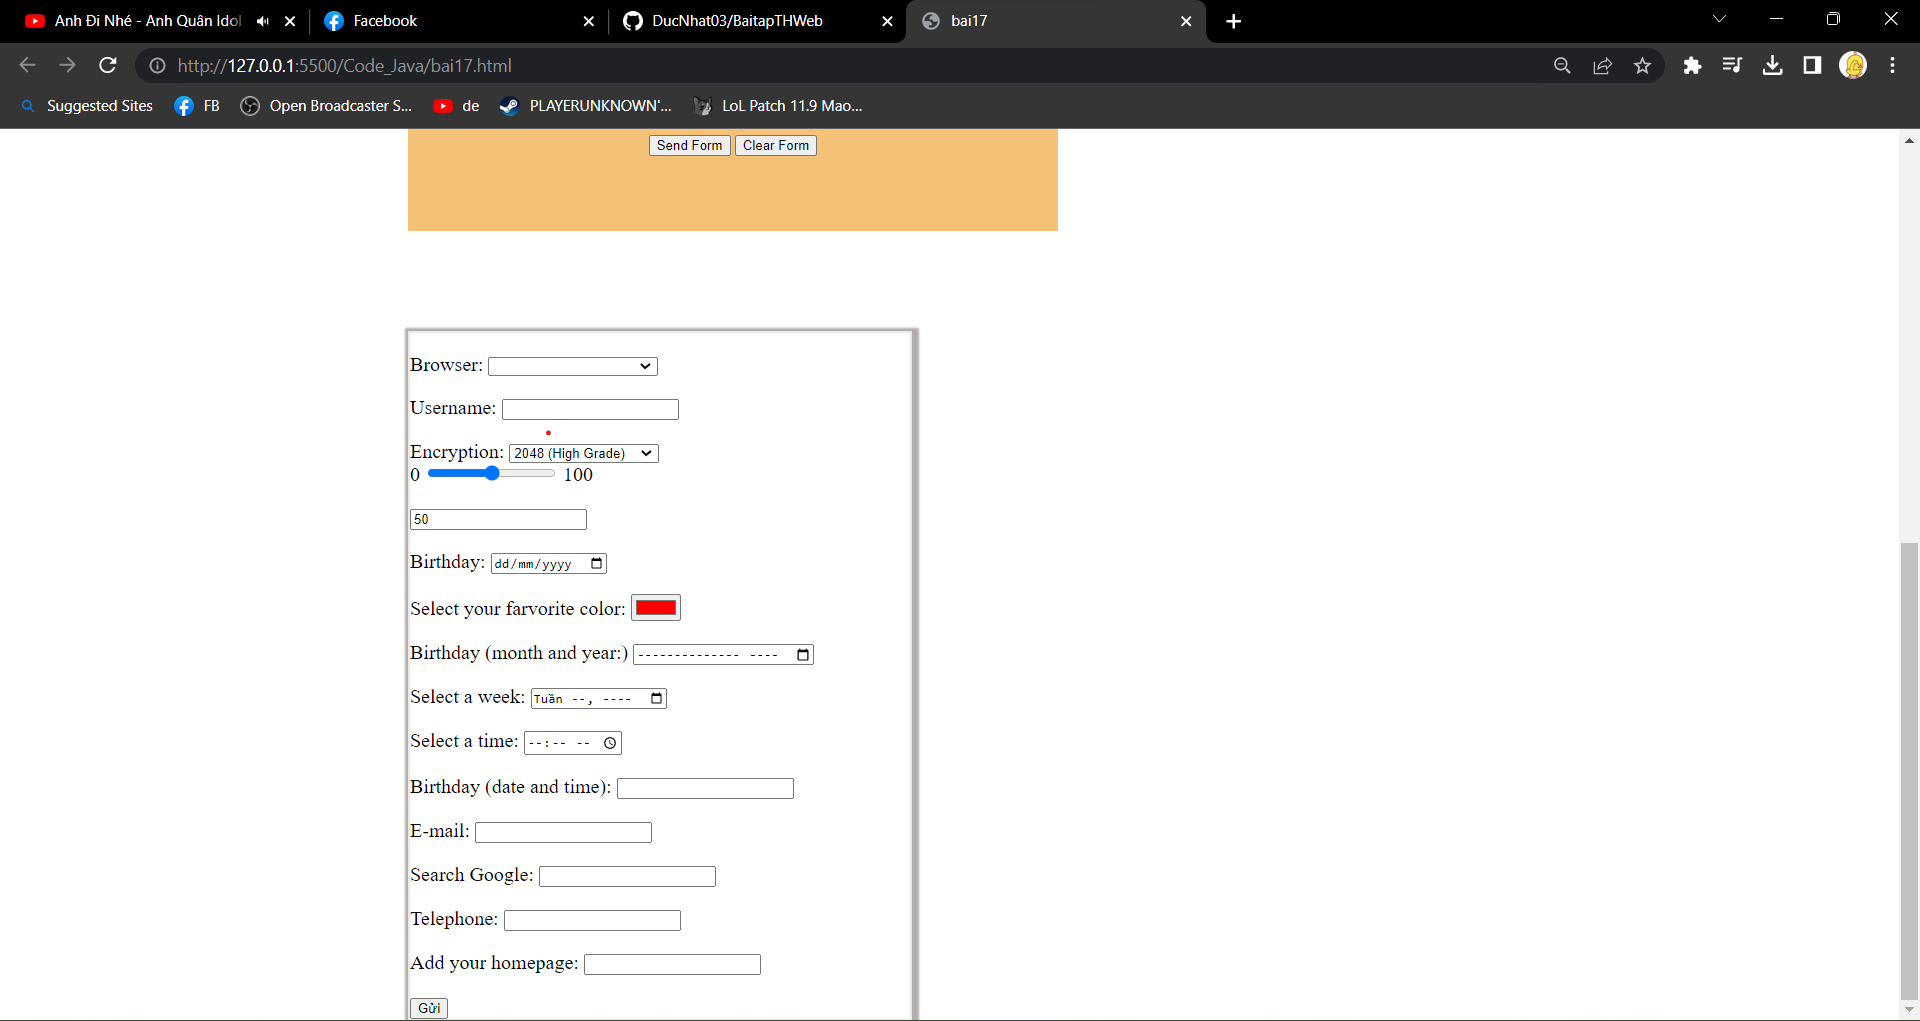 Anh Đi Nhé - Anh Quân Idol
Facebook
DucNhat03/BaitapTHWeb
bai17
http://127.0.0.1:5500/Code_Java/bai17.html
Suggested Sites
FB
Open Broadcaster S...
de
PLAYERUNKNOWN'...
LoL Patch 11.9 Mao...
Send Form Clear Form
Browser:
Username:
Encryption: 2048 (High Grade)
0 100
50
Birthday: dd/mm/yyyy
Select your farvorite color:
Birthday (month and year:) -------------- ----
Select a week: Tuần --, ----
Select a time: --:-- --
Birthday (date and time):
E-mail:
Search Google:
Telephone:
Add your homepage:
Gửi